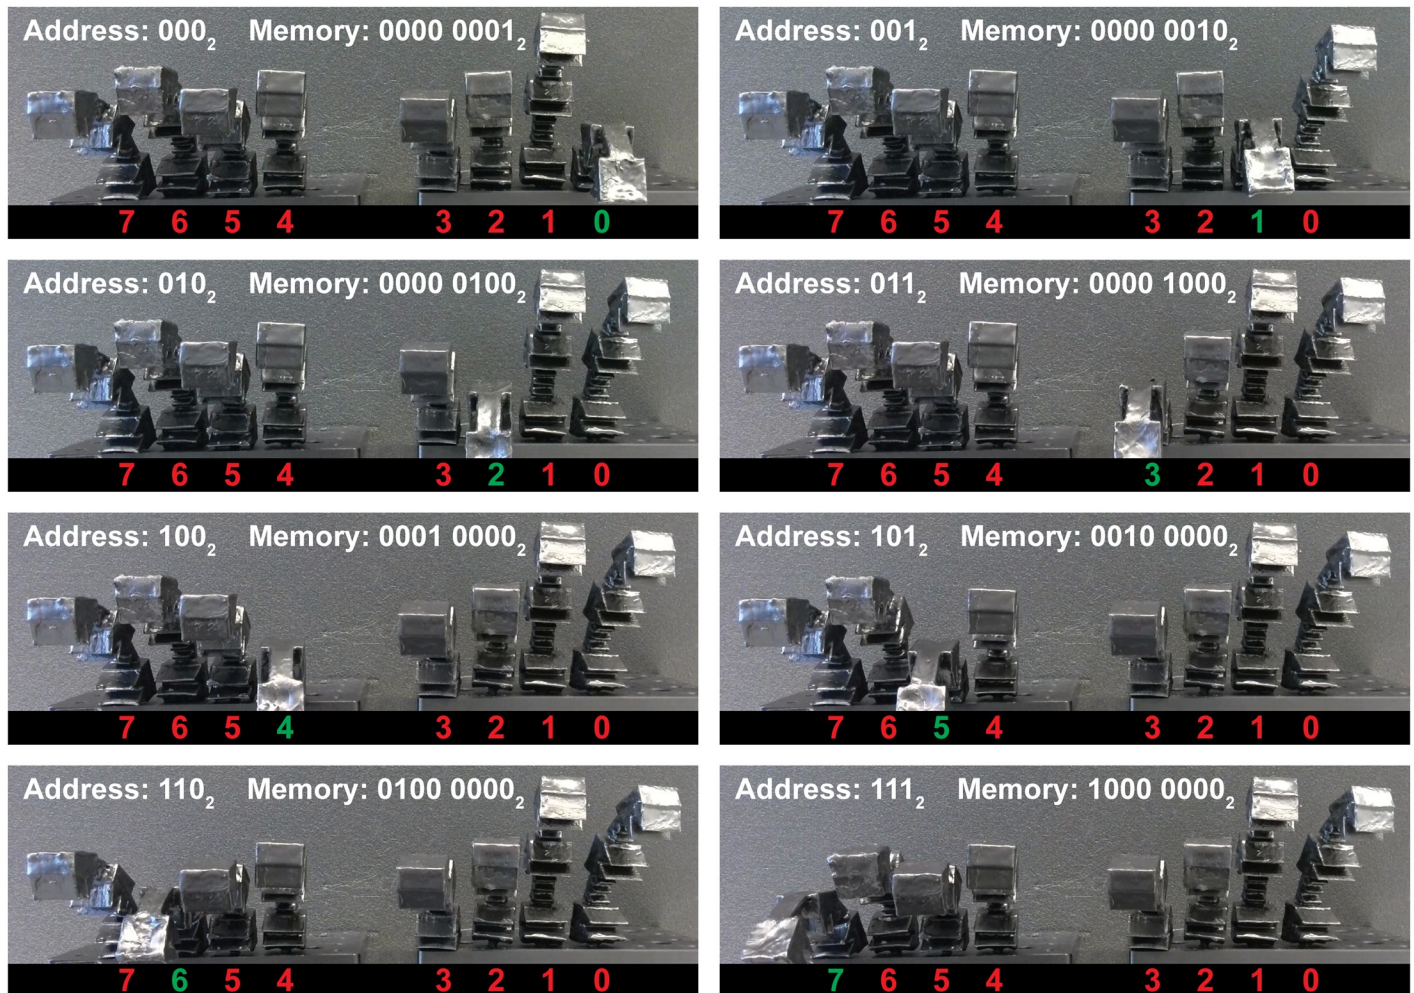 Address: 000₂ Memory: 0000 0001₂
7 6 5 4 3 2 1 0
Address: 001₂ Memory: 0000 0010₂
7 6 5 4 3 2 1 0
Address: 010₂ Memory: 0000 0100₂
7 6 5 4 3 2 1 0
Address: 011₂ Memory: 0000 1000₂
7 6 5 4 3 2 1 0
Address: 100₂ Memory: 0001 0000₂
7 6 5 4 3 2 1 0
Address: 101₂ Memory: 0010 0000₂
7 6 5 4 3 2 1 0
Address: 110₂ Memory: 0100 0000₂
7 6 5 4 3 2 1 0
Address: 111₂ Memory: 1000 0000₂
7 6 5 4 3 2 1 0